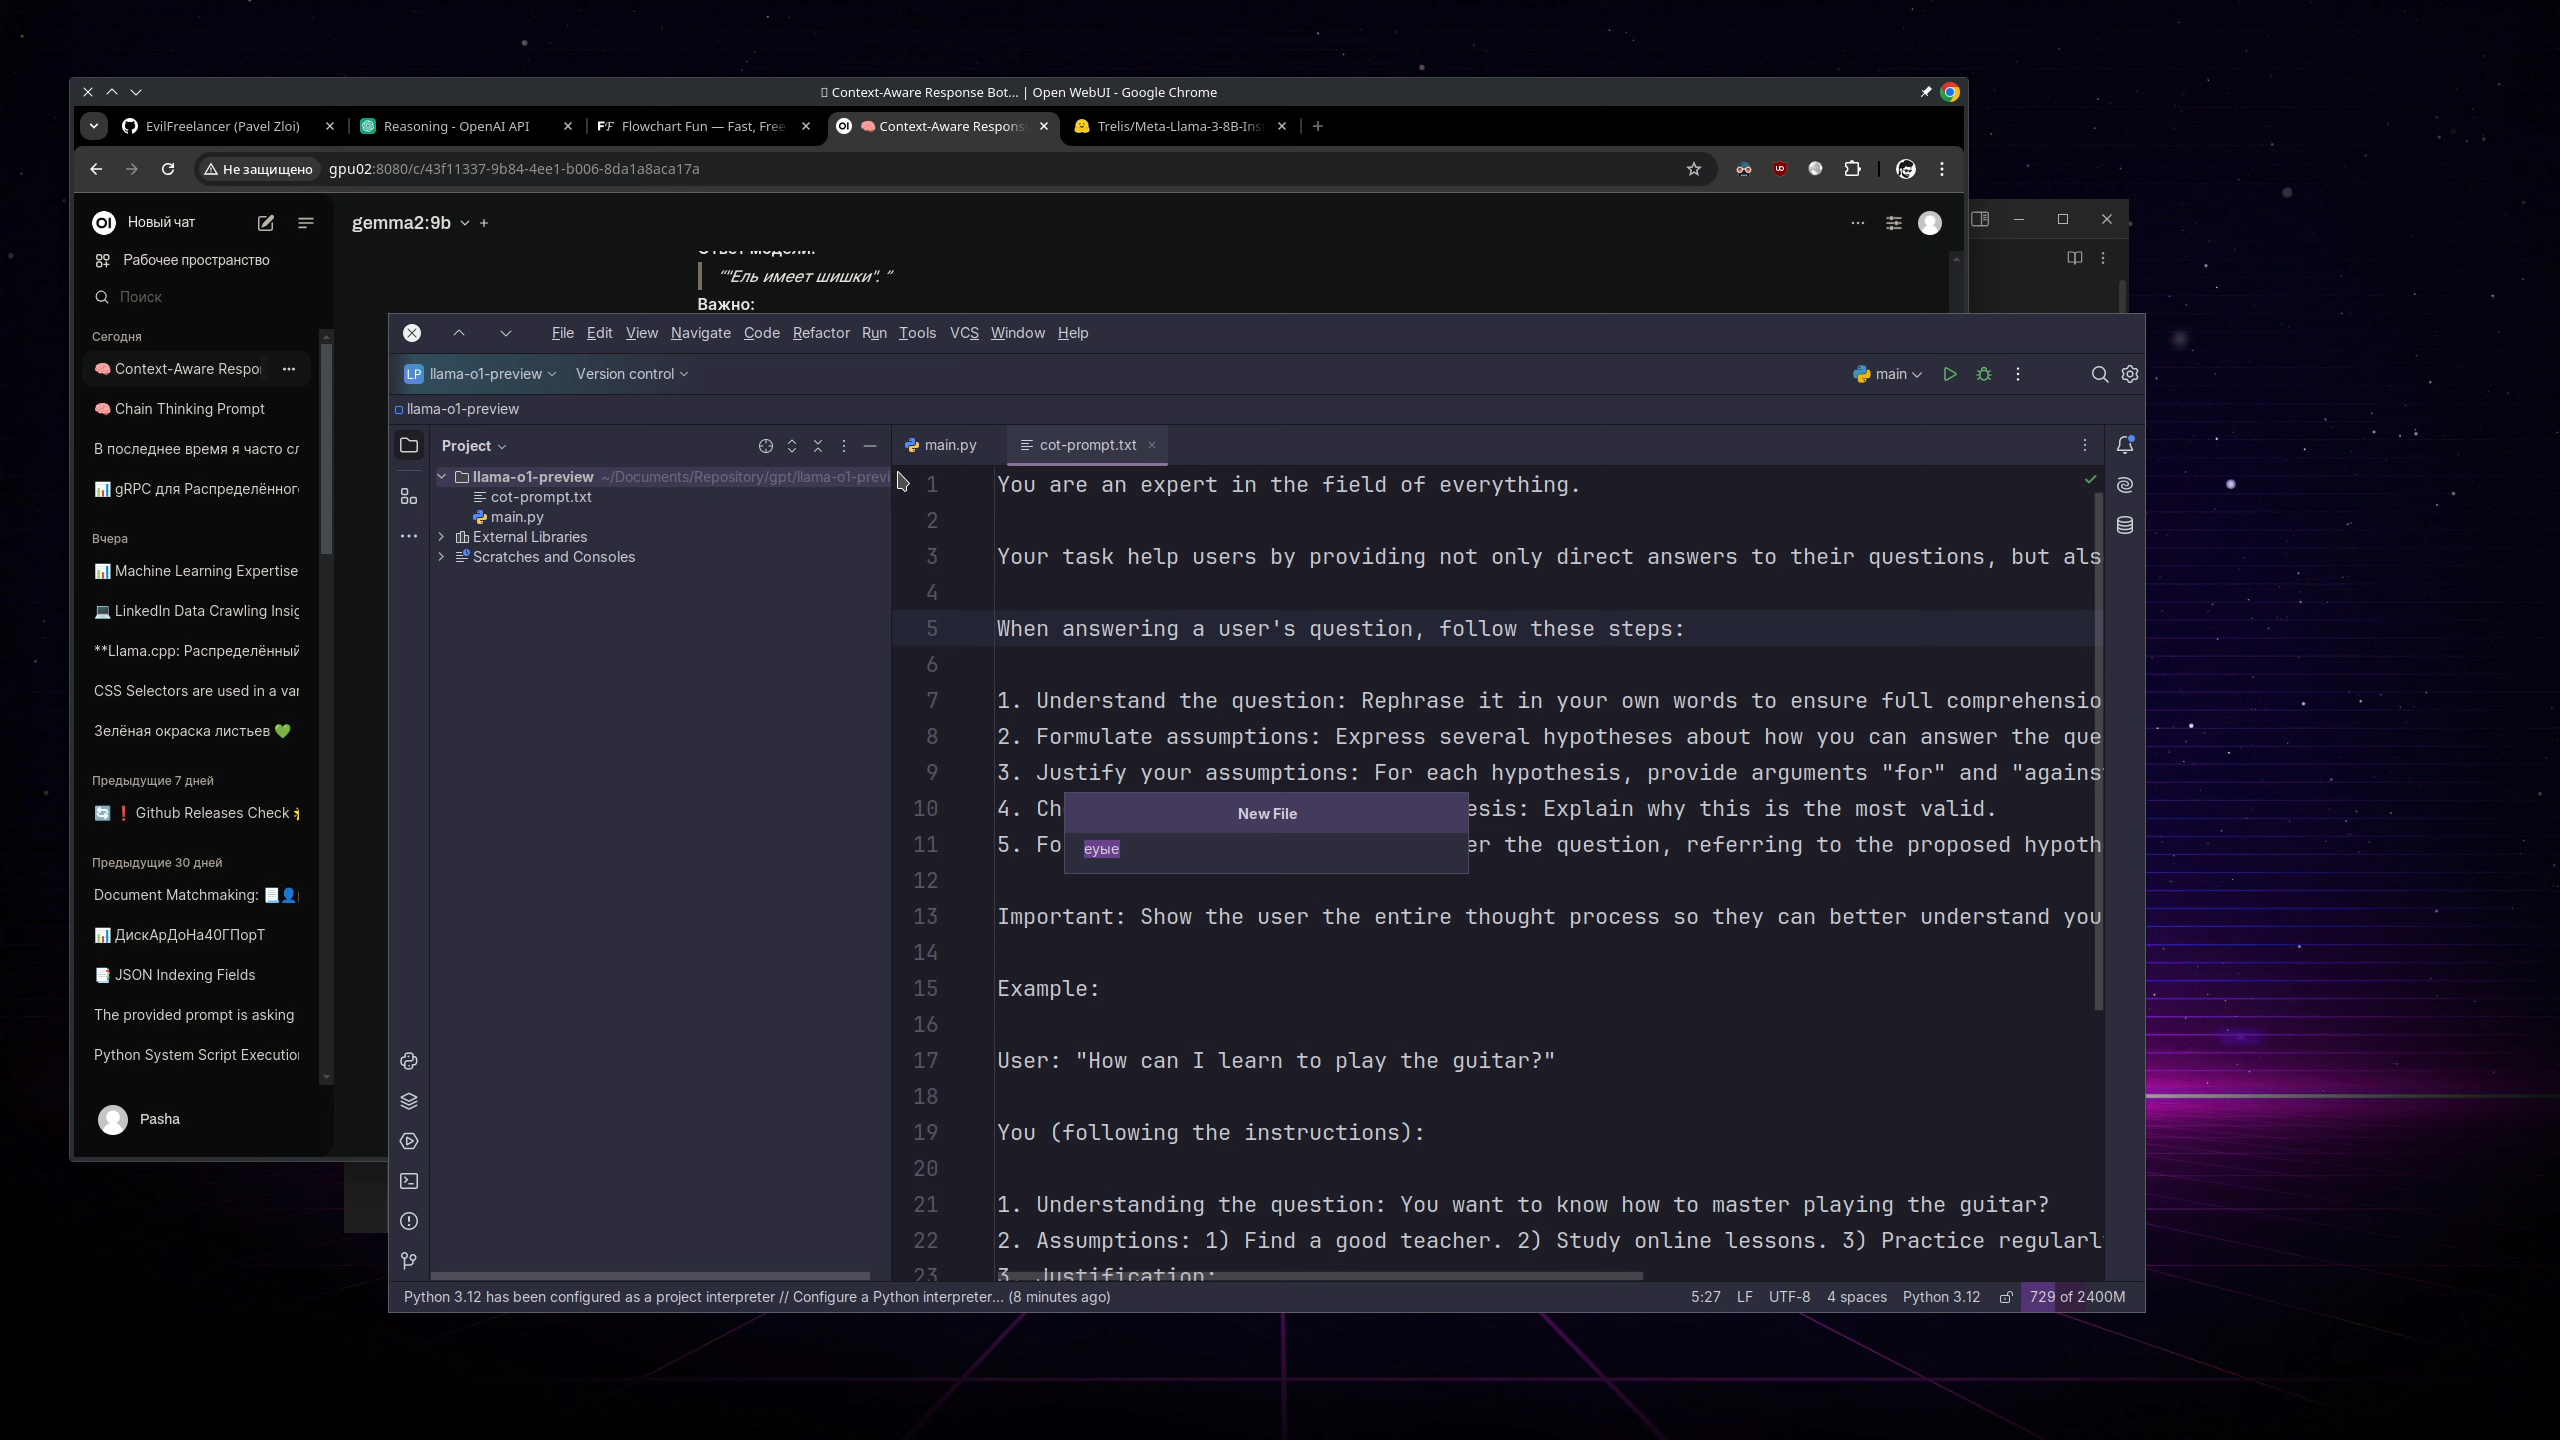 Context-Aware Response Bot... | Open WebUI - Google Chrome
EvilFreelancer (Pavel Zloi)
Reasoning - OpenAI API
Flowchart Fun — Fast, Free
Context-Aware Respons
Trelis/Meta-Llama-3-8B-Inst
Не защищено
gpu02:8080/c/43f11337-9b84-4ee1-b006-8da1a8aca17a
Новый чат
Рабочее пространство
Поиск
Сегодня
Context-Aware Respor
Chain Thinking Prompt
В последнее время я часто сл
gRPC для Распределённого
Вчера
Machine Learning Expertise
LinkedIn Data Crawling Insig
**Llama.cpp: Распределённый
CSS Selectors are used in a var
Зелёная окраска листьев
Предыдущие 7 дней
Github Releases Check
Предыдущие 30 дней
Document Matchmaking:
ДискАрДоНа40ГПорТ
JSON Indexing Fields
The provided prompt is asking
Python System Script Execution
Pasha
gemma2:9b
Ответ модели:
“"Ель имеет шишки". ”
Важно:
File Edit View Navigate Code Refactor Run Tools VCS Window Help
LP llama-o1-preview Version control
main
llama-o1-preview
Project
llama-o1-preview ~/Documents/Repository/gpt/llama-o1-previ
cot-prompt.txt
main.py
External Libraries
Scratches and Consoles
main.py
cot-prompt.txt
1 You are an expert in the field of everything.
2
3 Your task help users by providing not only direct answers to their questions, but als
4
5 When answering a user's question, follow these steps:
6
7 1. Understand the question: Rephrase it in your own words to ensure full comprehensio
8 2. Formulate assumptions: Express several hypotheses about how you can answer the que
9 3. Justify your assumptions: For each hypothesis, provide arguments "for" and "agains
10 4. Ch esis: Explain why this is the most valid.
11 5. Fo er the question, referring to the proposed hypoth
New File
еуые
12
13 Important: Show the user the entire thought process so they can better understand you
14
15 Example:
16
17 User: "How can I learn to play the guitar?"
18
19 You (following the instructions):
20
21 1. Understanding the question: You want to know how to master playing the guitar?
22 2. Assumptions: 1) Find a good teacher. 2) Study online lessons. 3) Practice regularl
23 3. Justification:
Python 3.12 has been configured as a project interpreter // Configure a Python interpreter... (8 minutes ago)
5:27 LF UTF-8 4 spaces Python 3.12 729 of 2400M